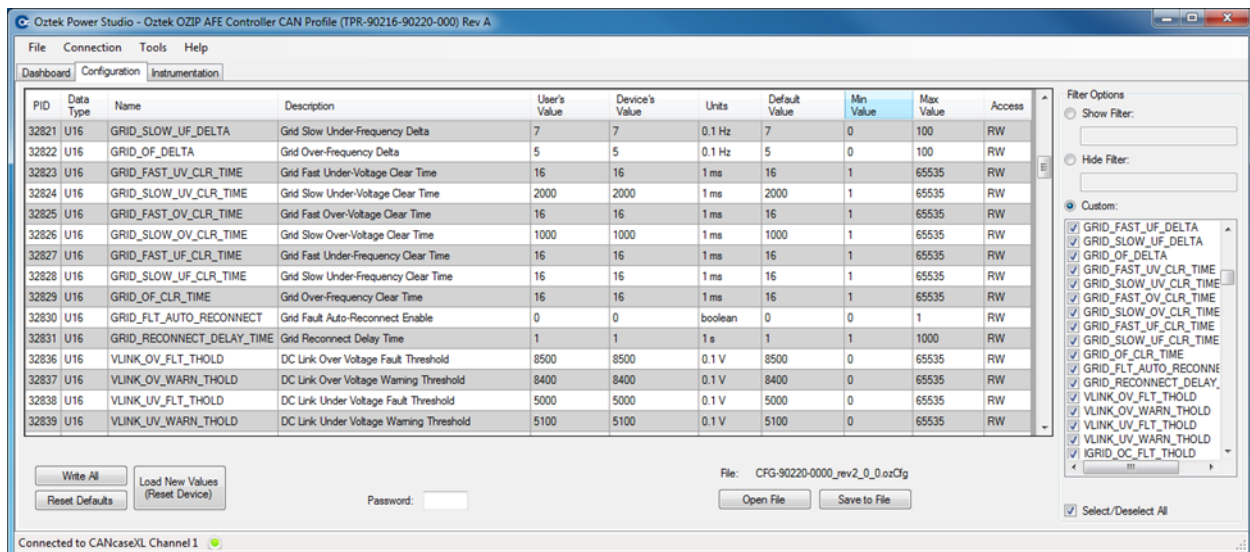 Oztek Power Studio - Oztek OZIP AFE Controller CAN Profile (TPR-90216-90220-000) Rev A
File Connection Tools Help
Dashboard Configuration Instrumentation
PID Data Type Name Description User's Value Device's Value Units Default Value Min Value Max Value Access
32821 U16 GRID_SLOW_UF_DELTA Grid Slow Under-Frequency Delta 7 7 0.1 Hz 7 0 100 RW
32822 U16 GRID_OF_DELTA Grid Over-Frequency Delta 5 5 0.1 Hz 5 0 100 RW
32823 U16 GRID_FAST_UV_CLR_TIME Grid Fast Under-Voltage Clear Time 16 16 1 ms 16 1 65535 RW
32824 U16 GRID_SLOW_UV_CLR_TIME Grid Slow Under-Voltage Clear Time 2000 2000 1 ms 2000 1 65535 RW
32825 U16 GRID_FAST_OV_CLR_TIME Grid Fast Over-Voltage Clear Time 16 16 1 ms 16 1 65535 RW
32826 U16 GRID_SLOW_OV_CLR_TIME Grid Slow Over-Voltage Clear Time 1000 1000 1 ms 1000 1 65535 RW
32827 U16 GRID_FAST_UF_CLR_TIME Grid Fast Under-Frequency Clear Time 16 16 1 ms 16 1 65535 RW
32828 U16 GRID_SLOW_UF_CLR_TIME Grid Slow Under-Frequency Clear Time 16 16 1 ms 16 1 65535 RW
32829 U16 GRID_OF_CLR_TIME Grid Over-Frequency Clear Time 16 16 1 ms 16 1 65535 RW
32830 U16 GRID_FLT_AUTO_RECONNECT Grid Fault Auto-Reconnect Enable 0 0 boolean 0 0 1 RW
32831 U16 GRID_RECONNECT_DELAY_TIME Grid Reconnect Delay Time 1 1 1 s 1 1 1000 RW
32836 U16 VLINK_OV_FLT_THOLD DC Link Over Voltage Fault Threshold 8500 8500 0.1 V 8500 0 65535 RW
32837 U16 VLINK_OV_WARN_THOLD DC Link Over Voltage Warning Threshold 8400 8400 0.1 V 8400 0 65535 RW
32838 U16 VLINK_UV_FLT_THOLD DC Link Under Voltage Fault Threshold 5000 5000 0.1 V 5000 0 65535 RW
32839 U16 VLINK_UV_WARN_THOLD DC Link Under Voltage Warning Threshold 5100 5100 0.1 V 5100 0 65535 RW
Filter Options
Show Filter:
Hide Filter:
Custom:
GRID_FAST_UF_DELTA
GRID_SLOW_UF_DELTA
GRID_OF_DELTA
GRID_FAST_UV_CLR_TIME
GRID_SLOW_UV_CLR_TIME
GRID_FAST_OV_CLR_TIME
GRID_SLOW_OV_CLR_TIME
GRID_FAST_UF_CLR_TIME
GRID_SLOW_UF_CLR_TIME
GRID_OF_CLR_TIME
GRID_FLT_AUTO_RECONNE
GRID_RECONNECT_DELAY_
VLINK_OV_FLT_THOLD
VLINK_OV_WARN_THOLD
VLINK_UV_FLT_THOLD
VLINK_UV_WARN_THOLD
IGRID_OC_FLT_THOLD
Select/Deselect All
Write All
Reset Defaults
Load New Values
(Reset Device)
Password:
File: CFG-90220-0000_rev2_0_0.ozCfg
Open File Save to File
Connected to CANcaseXL Channel 1